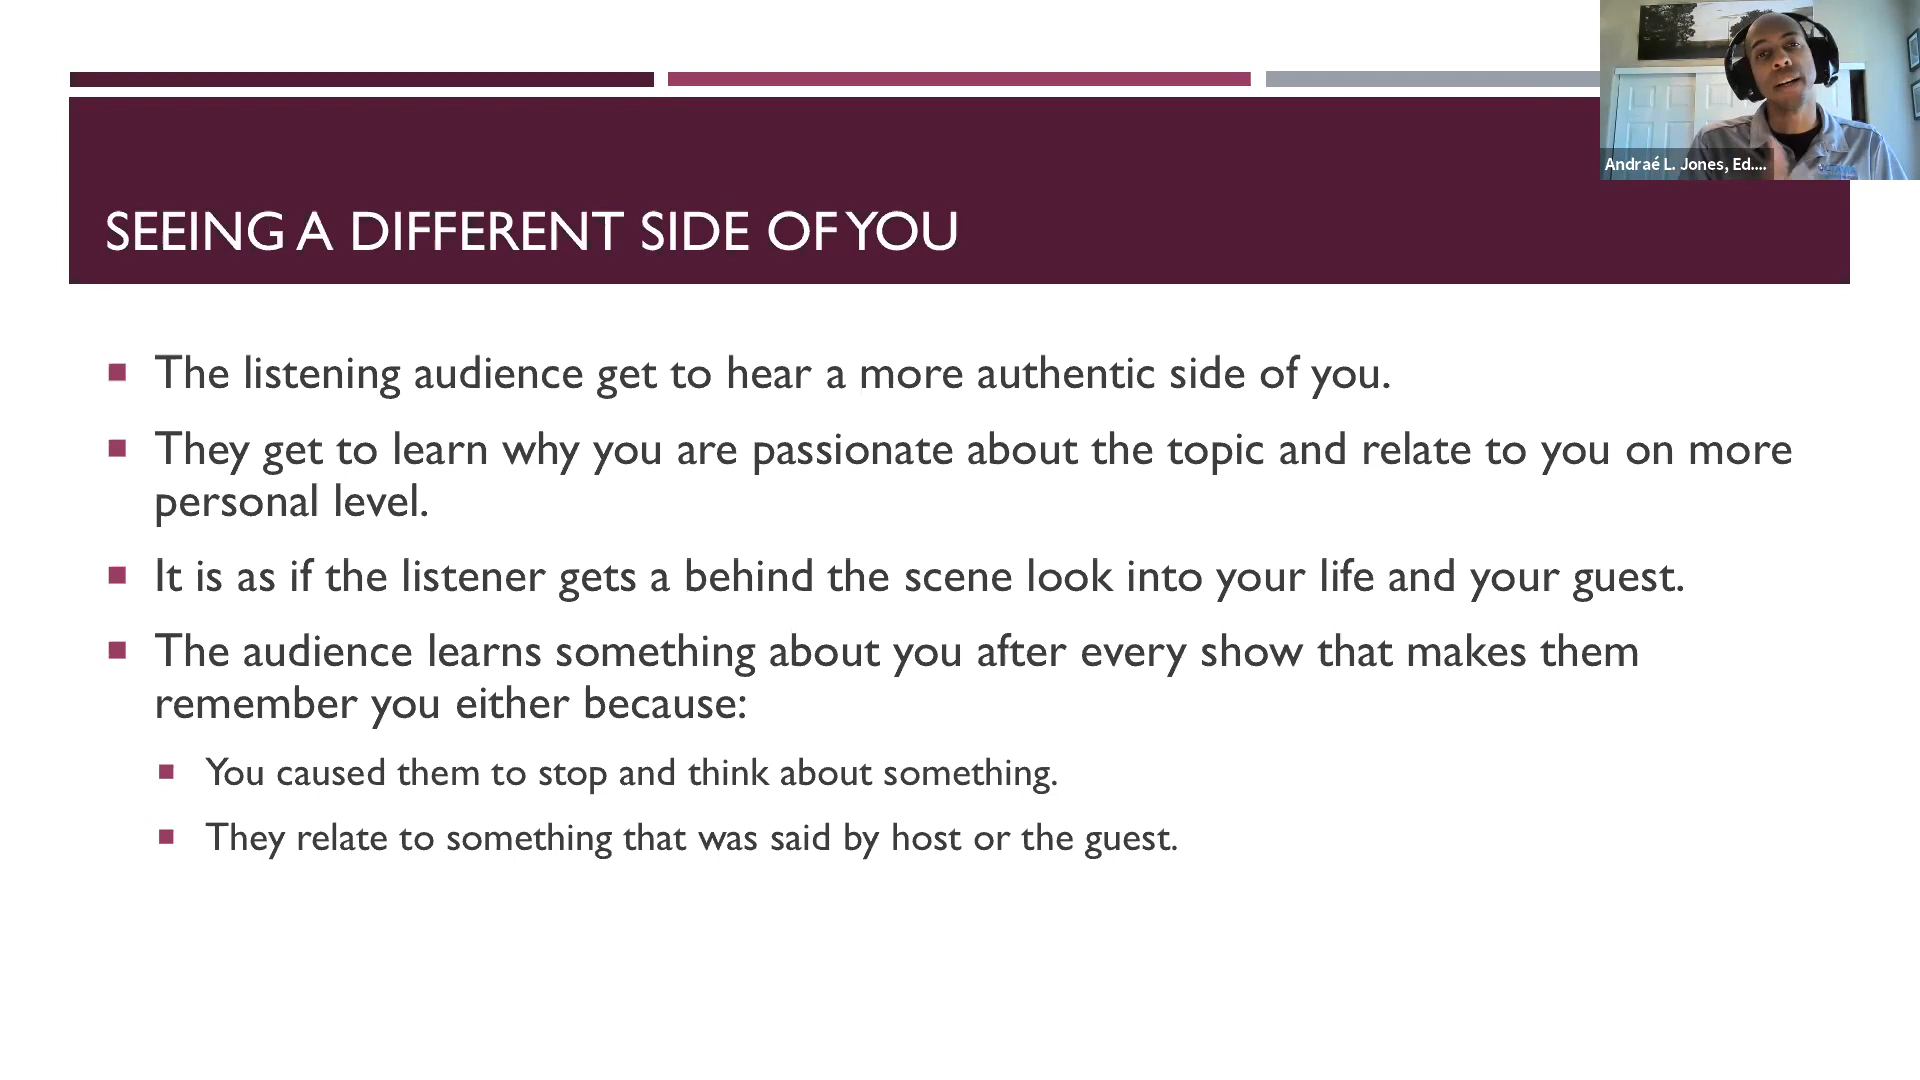 Andraé L. Jones, Ed....
SEEING A DIFFERENT SIDE OF YOU
The listening audience get to hear a more authentic side of you.
They get to learn why you are passionate about the topic and relate to you on more
personal level.
It is as if the listener gets a behind the scene look into your life and your guest.
The audience learns something about you after every show that makes them
remember you either because:
You caused them to stop and think about something.
They relate to something that was said by host or the guest.